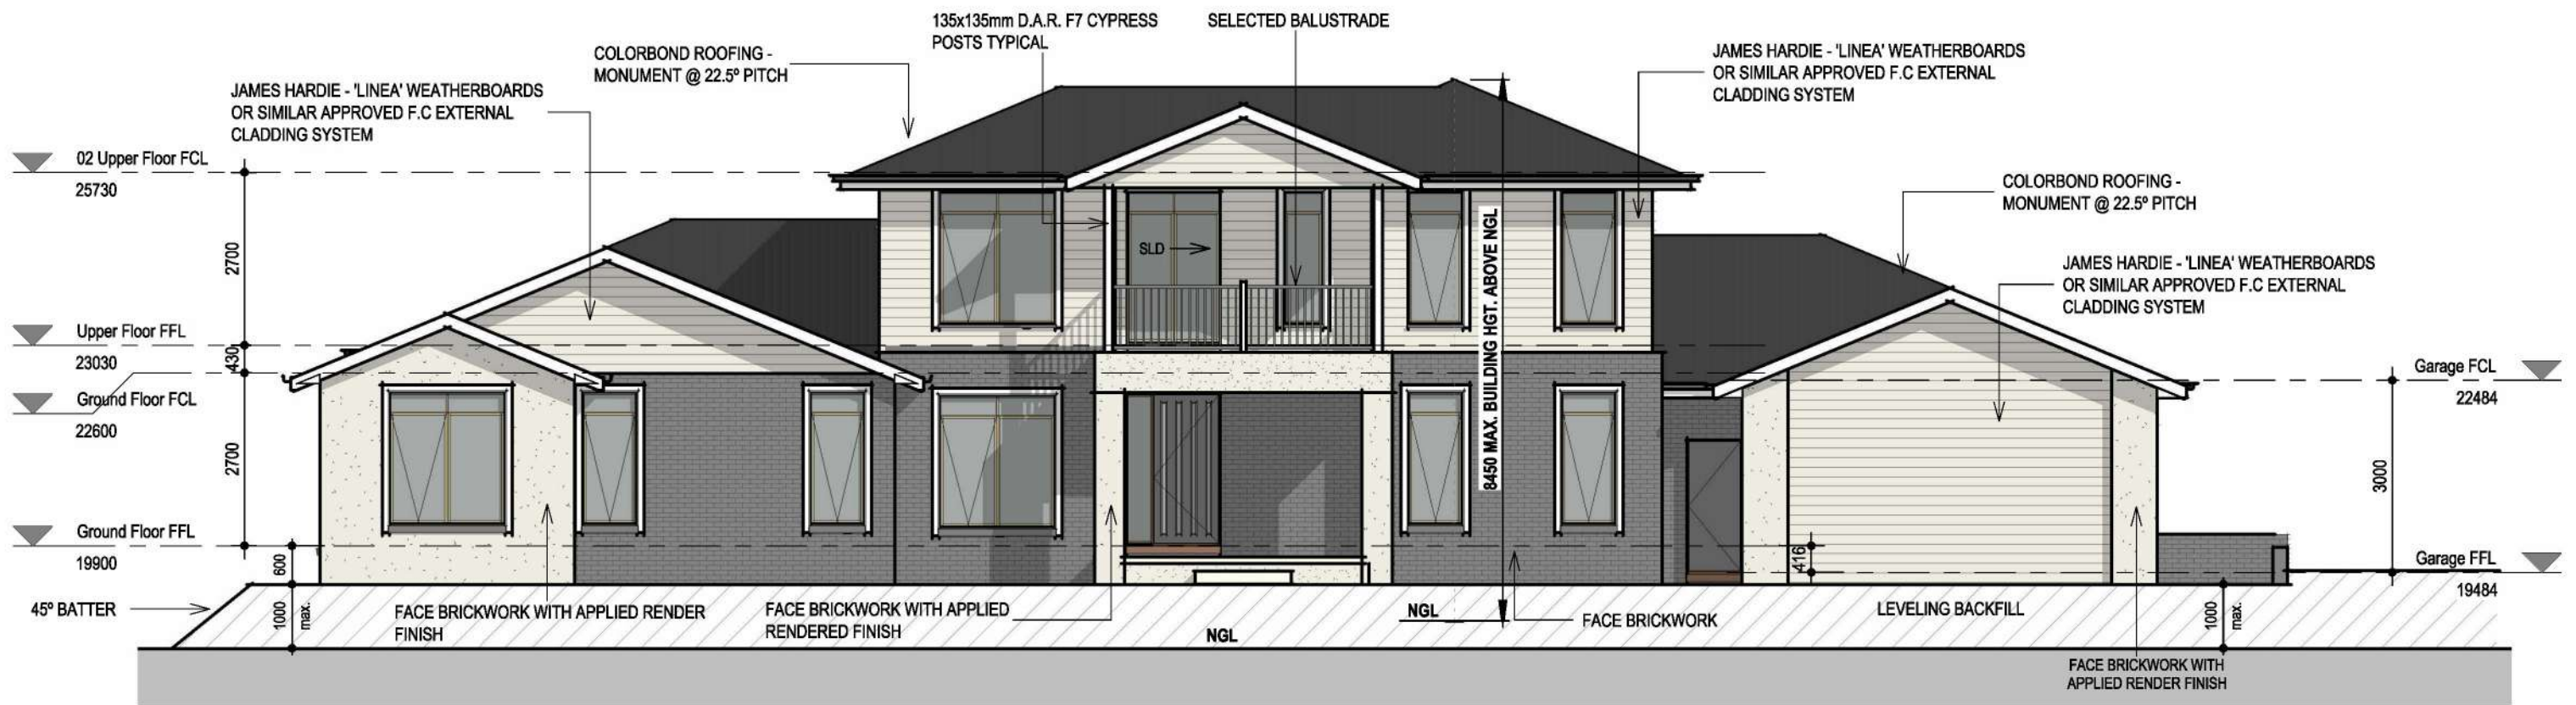 135x135mm D.A.R. F7 CYPRESS
POSTS TYPICAL
SELECTED BALUSTRADE
COLORBOND ROOFING -
MONUMENT @ 22.5º PITCH
JAMES HARDIE - 'LINEA' WEATHERBOARDS
OR SIMILAR APPROVED F.C EXTERNAL
CLADDING SYSTEM
JAMES HARDIE - 'LINEA' WEATHERBOARDS
OR SIMILAR APPROVED F.C EXTERNAL
CLADDING SYSTEM
02 Upper Floor FCL
25730
COLORBOND ROOFING -
MONUMENT @ 22.5º PITCH
2700
SLD
8450 MAX. BUILDING HGT. ABOVE NGL
JAMES HARDIE - 'LINEA' WEATHERBOARDS
OR SIMILAR APPROVED F.C EXTERNAL
CLADDING SYSTEM
Upper Floor FFL
23030
430
Garage FCL
22484
Ground Floor FCL
22600
2700
3000
Ground Floor FFL
19900
600
416
Garage FFL
19484
45º BATTER
1000
max.
FACE BRICKWORK WITH APPLIED RENDER
FINISH
FACE BRICKWORK WITH APPLIED
RENDERED FINISH
NGL
NGL
FACE BRICKWORK
LEVELING BACKFILL
1000
max.
FACE BRICKWORK WITH
APPLIED RENDER FINISH